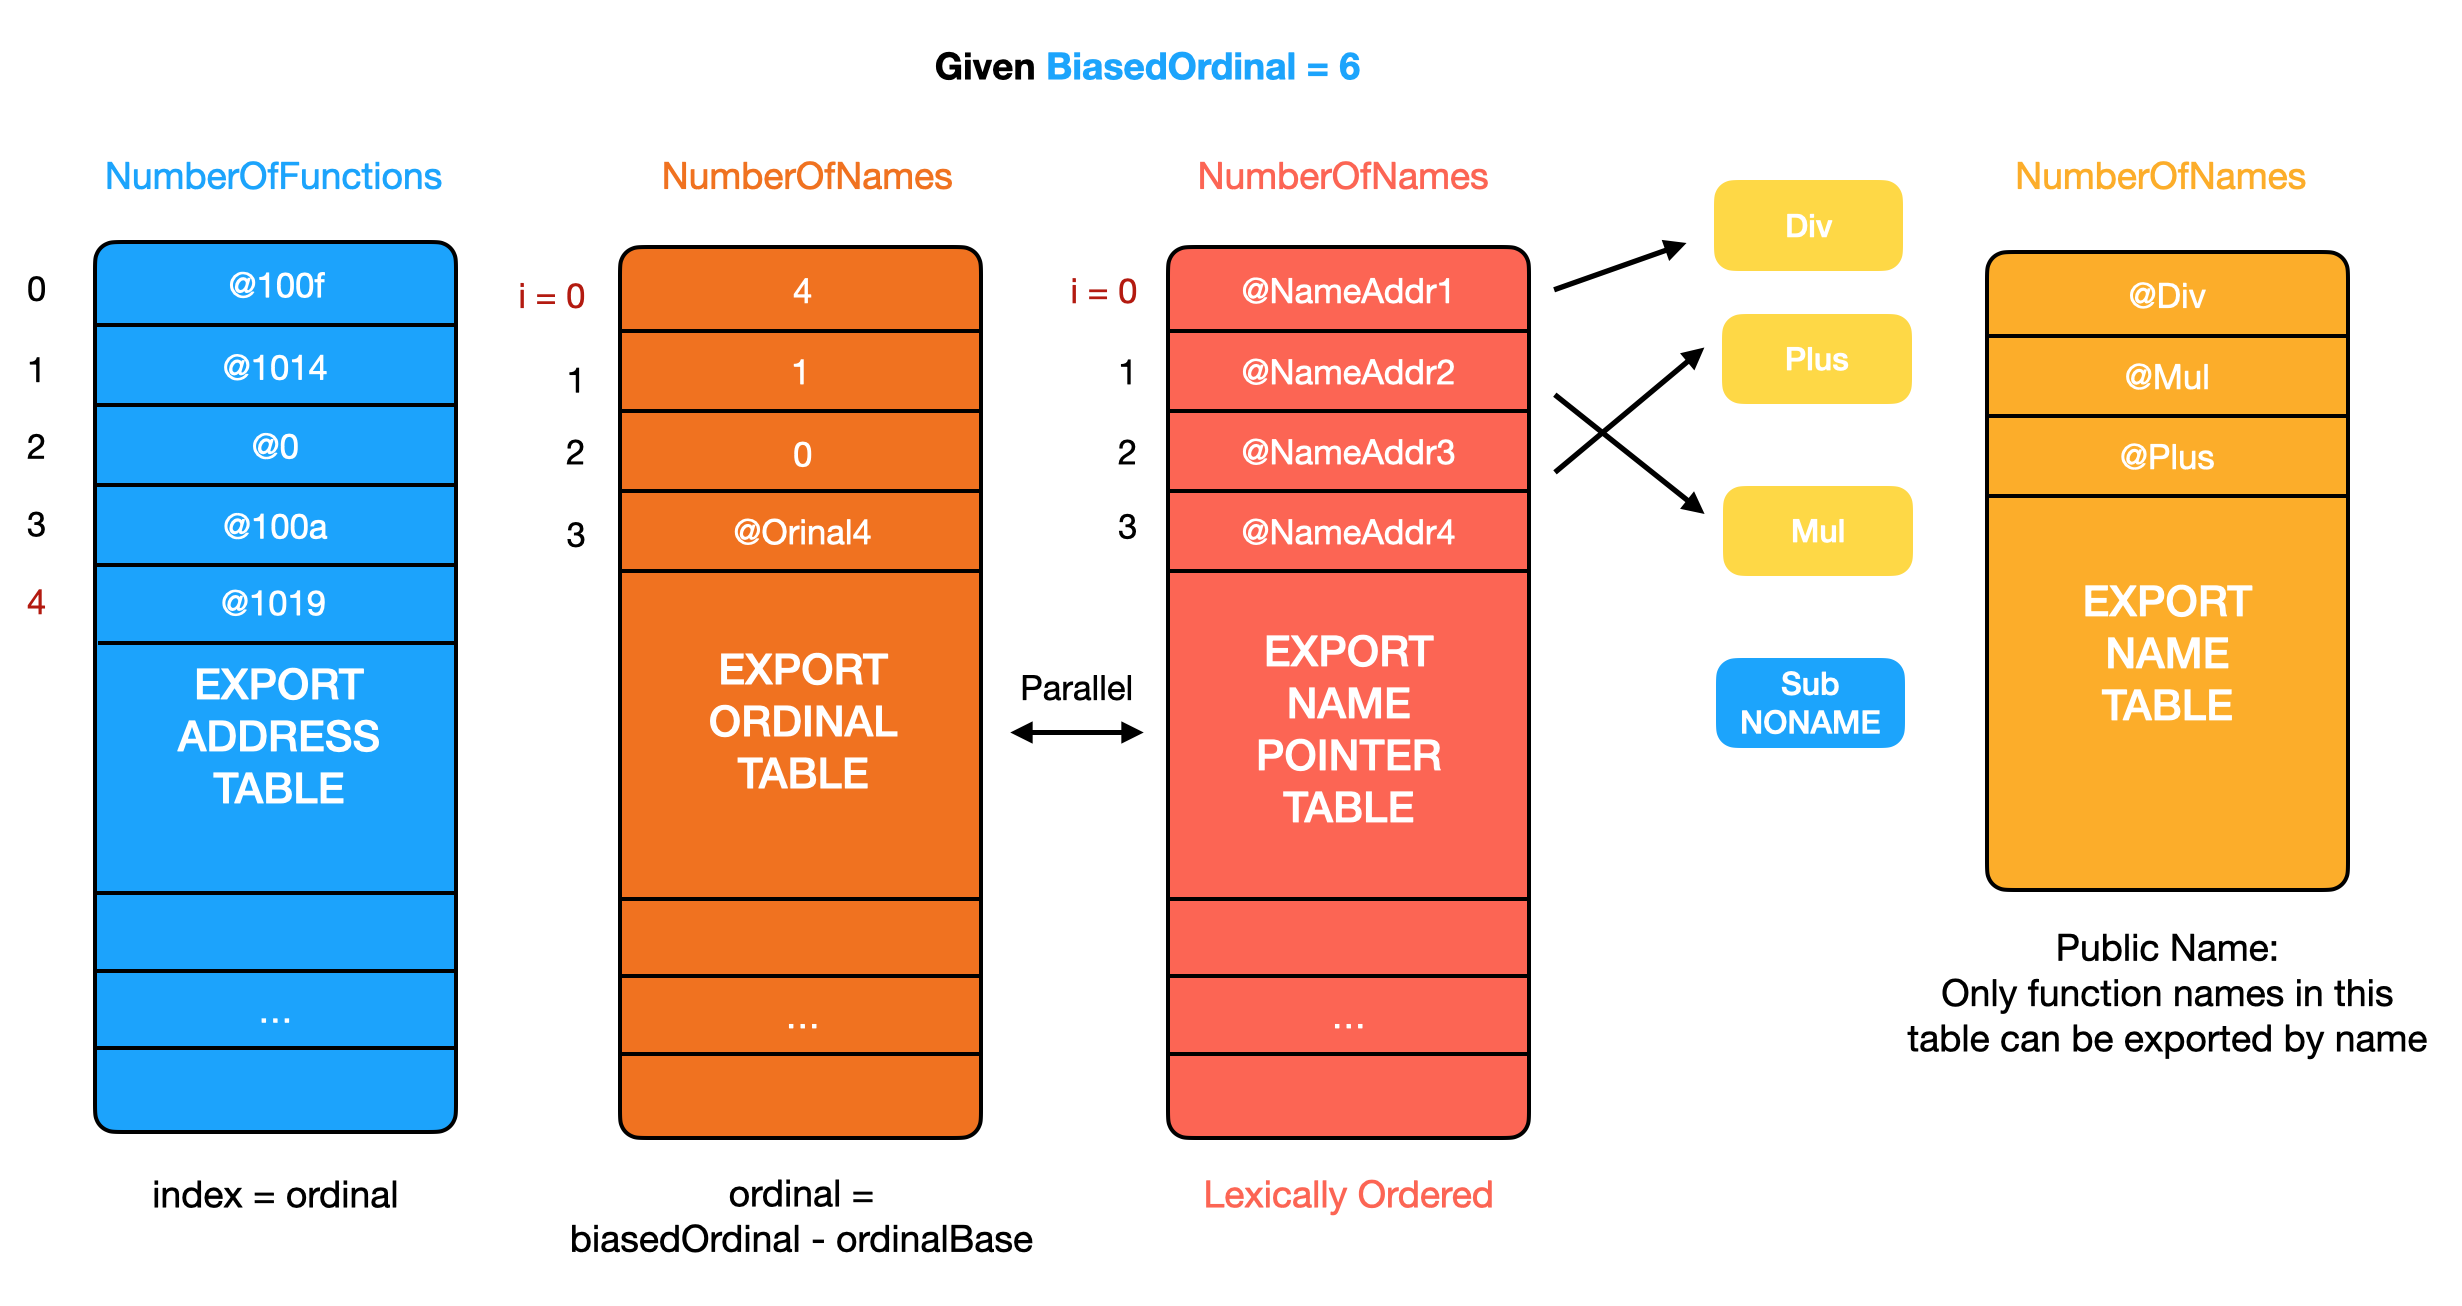 Given BiasedOrdinal = 6
NumberOfFunctions
0
@100f
1
@1014
2
@0
3
@100a
4
@1019
EXPORT
ADDRESS
TABLE
...
index = ordinal
NumberOfNames
i = 0
4
1
1
2
0
3
@Orinal4
EXPORT
ORDINAL
TABLE
...
ordinal =
biasedOrdinal - ordinalBase
Parallel
NumberOfNames
i = 0
@NameAddr1
1
@NameAddr2
2
@NameAddr3
3
@NameAddr4
EXPORT
NAME
POINTER
TABLE
...
Lexically Ordered
Div
Plus
Mul
Sub
NONAME
NumberOfNames
@Div
@Mul
@Plus
EXPORT
NAME
TABLE
Public Name:
Only function names in this
table can be exported by name